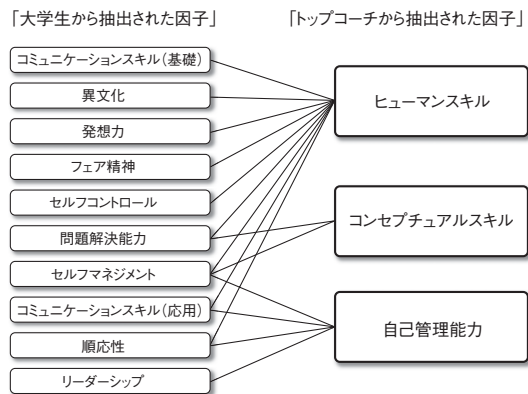 「大学生から抽出された因子」
「トップコーチから抽出された因子」
コミュニケーションスキル(基礎)
異文化
発想力
フェア精神
セルフコントロール
問題解決能力
セルフマネジメント
コミュニケーションスキル(応用)
順応性
リーダーシップ
ヒューマンスキル
コンセプチュアルスキル
自己管理能力